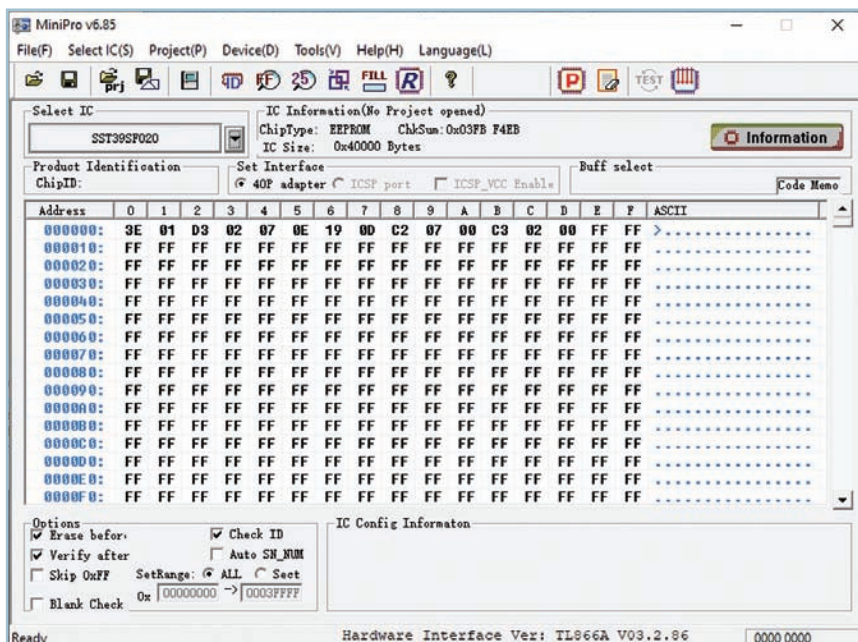 MiniPro v6.85
File(F) Select IC(S) Project(P) Device(D) Tools(V) Help(H) Language(L)
prj TD FF 25 FILL R ? P TEST
Select IC
SST39SF020
IC Information(No Project opened)
ChipType: EEPROM ChkSum:0x03FB F4EB
IC Size: 0x40000 Bytes
Information
Product Identification
ChipID:
Set Interface
40P adapter ICSP port ICSP_VCC Enable
Buff select
Code Memo
Address 0 1 2 3 4 5 6 7 8 9 A B C D E F ASCII
000000: 3E 01 D3 02 07 0E 19 0D C2 07 00 C3 02 00 FF FF >...............
000010: FF FF FF FF FF FF FF FF FF FF FF FF FF FF FF FF ................
000020: FF FF FF FF FF FF FF FF FF FF FF FF FF FF FF FF ................
000030: FF FF FF FF FF FF FF FF FF FF FF FF FF FF FF FF ................
000040: FF FF FF FF FF FF FF FF FF FF FF FF FF FF FF FF ................
000050: FF FF FF FF FF FF FF FF FF FF FF FF FF FF FF FF ................
000060: FF FF FF FF FF FF FF FF FF FF FF FF FF FF FF FF ................
000070: FF FF FF FF FF FF FF FF FF FF FF FF FF FF FF FF ................
000080: FF FF FF FF FF FF FF FF FF FF FF FF FF FF FF FF ................
000090: FF FF FF FF FF FF FF FF FF FF FF FF FF FF FF FF ................
0000A0: FF FF FF FF FF FF FF FF FF FF FF FF FF FF FF FF ................
0000B0: FF FF FF FF FF FF FF FF FF FF FF FF FF FF FF FF ................
0000C0: FF FF FF FF FF FF FF FF FF FF FF FF FF FF FF FF ................
0000D0: FF FF FF FF FF FF FF FF FF FF FF FF FF FF FF FF ................
0000E0: FF FF FF FF FF FF FF FF FF FF FF FF FF FF FF FF ................
0000F0: FF FF FF FF FF FF FF FF FF FF FF FF FF FF FF FF ................
Options
Erase befor
Check ID
Verify after
Auto SN_NUM
Skip 0xFF
SetRange: ALL Sect
Blank Check
0x 00000000 -> 0003FFFF
IC Config Informaton
Ready
Hardware Interface Ver: TL866A V03.2.86
0000 0000